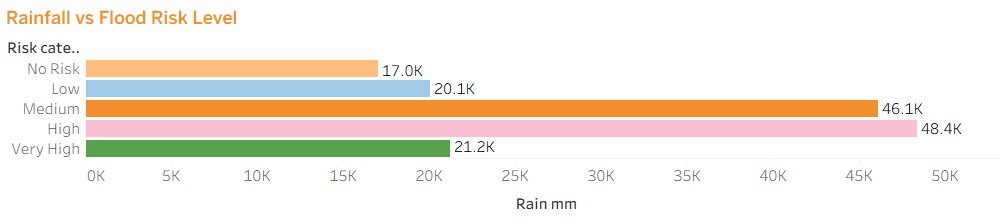 Rainfall vs Flood Risk Level
Risk cate..
No Risk 17.0K
Low 20.1K
Medium 46.1K
High 48.4K
Very High 21.2K
0K 5K 10K 15K 20K 25K 30K 35K 40K 45K 50K
Rain mm